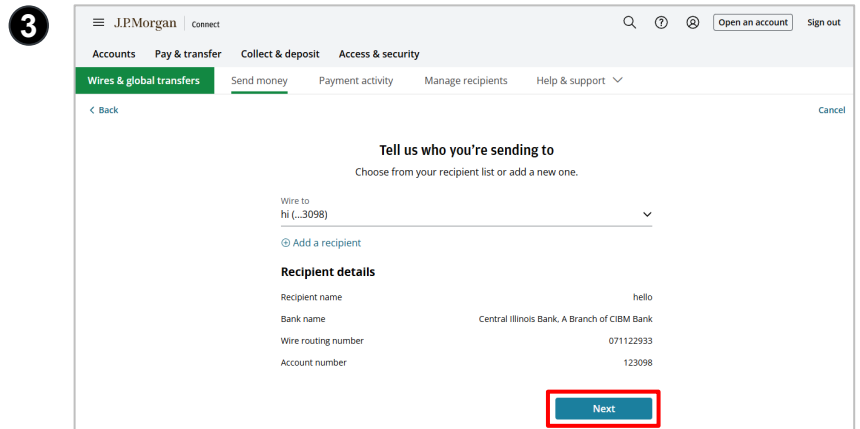 3
J.P.Morgan | Connect Open an account Sign out
Accounts Pay & transfer Collect & deposit Access & security
Wires & global transfers Send money Payment activity Manage recipients Help & support
Back Cancel
Tell us who you're sending to
Choose from your recipient list or add a new one.
Wire to
hi (...3098)
Add a recipient
Recipient details
Recipient name hello
Bank name Central Illinois Bank, A Branch of CIBM Bank
Wire routing number 071122933
Account number 123098
Next